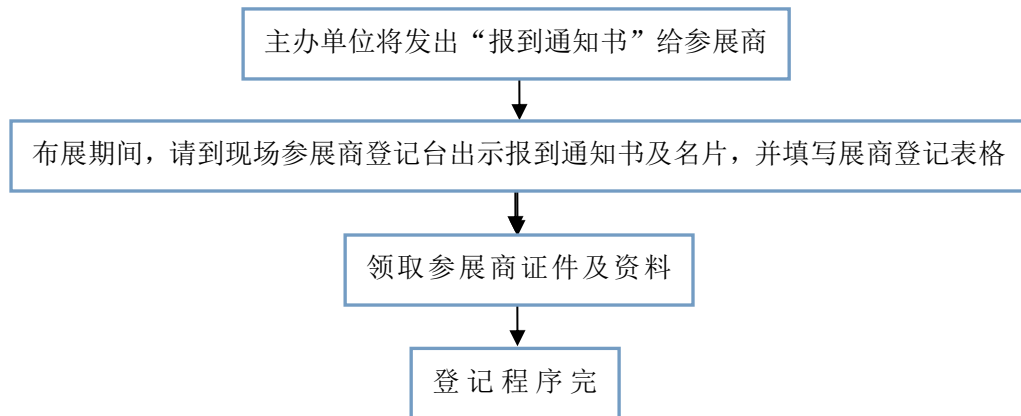 主办单位将发出“报到通知书”给参展商
布展期间，请到现场参展商登记台出示报到通知书及名片，并填写展商登记表格
领取参展商证件及资料
登记程序完